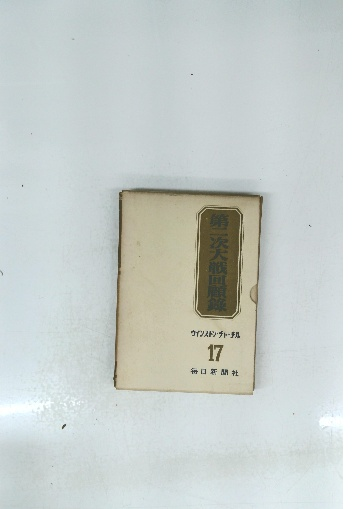 第二次大戦回顧録
ウインストン・チャーチル
17
毎日新聞社